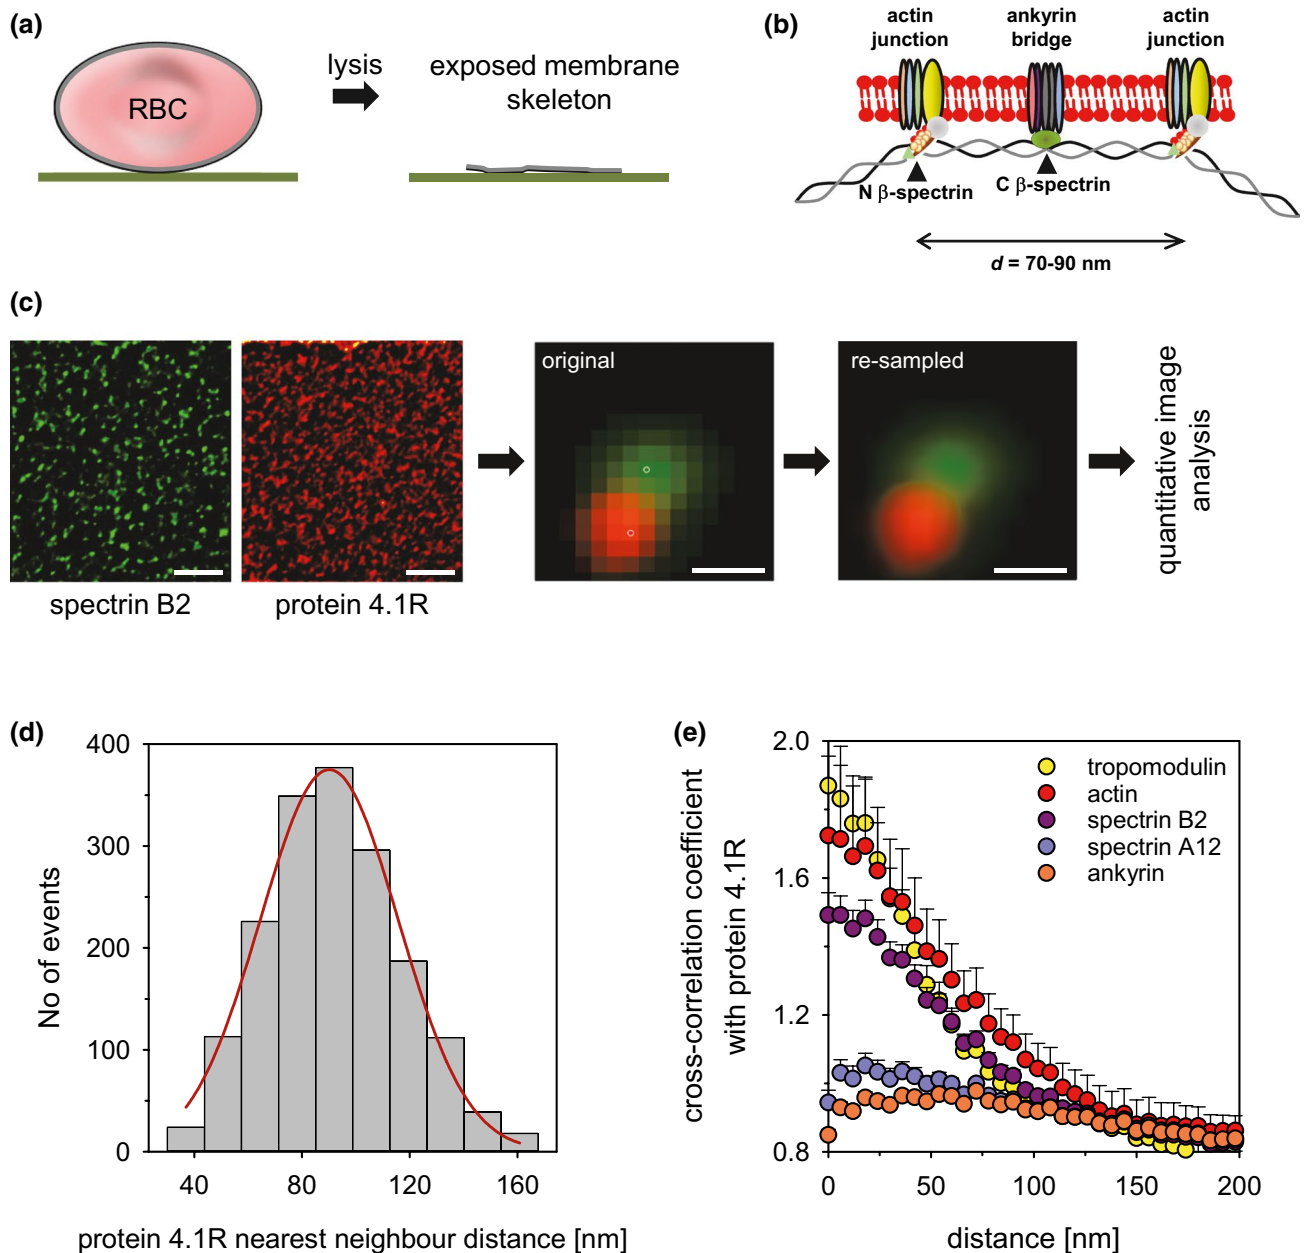 (a)
RBC
lysis
exposed membrane
skeleton
(b)
actin
junction
ankyrin
bridge
actin
junction
N β-spectrin
C β-spectrin
d = 70-90 nm
(c)
original
re-sampled
quantitative image
analysis
spectrin B2
protein 4.1R
(d)
400
300
200
100
0
No of events
40
80
120
160
protein 4.1R nearest neighbour distance [nm]
(e)
2.0
1.6
1.2
0.8
cross-correlation coefficient
with protein 4.1R
tropomodulin
actin
spectrin B2
spectrin A12
ankyrin
0
50
100
150
200
distance [nm]